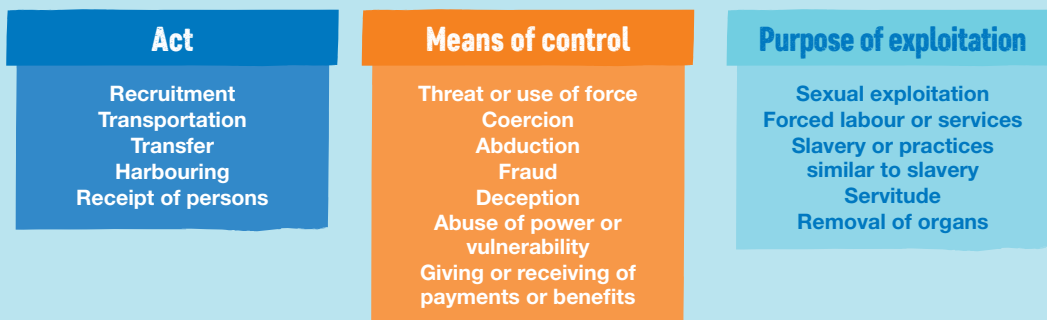 Act
Recruitment
Transportation
Transfer
Harbouring
Receipt of persons
Means of control
Threat or use of force
Coercion
Abduction
Fraud
Deception
Abuse of power or
vulnerability
Giving or receiving of
payments or benefits
Purpose of exploitation
Sexual exploitation
Forced labour or services
Slavery or practices
similar to slavery
Servitude
Removal of organs